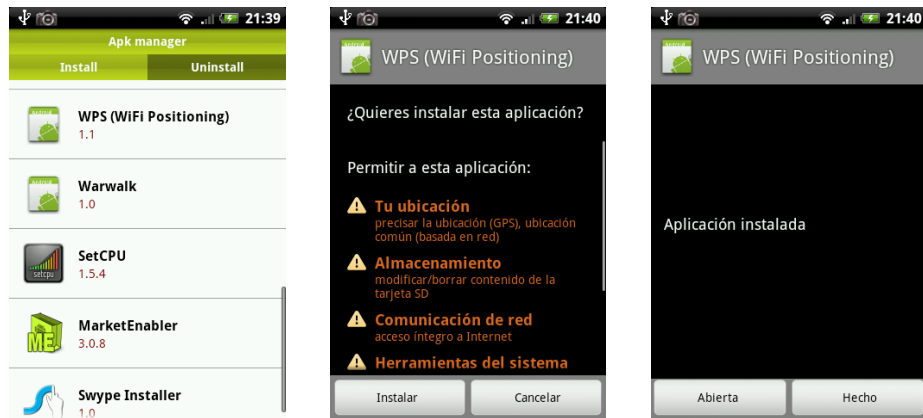 21:39
Apk manager
Install
Uninstall
WPS (WiFi Positioning)
1.1
Warwalk
1.0
setcpu
SetCPU
1.5.4
ME
MarketEnabler
3.0.8
Swype Installer
1.0
21:40
WPS (WiFi Positioning)
¿Quieres instalar esta aplicación?
Permitir a esta aplicación:
Tu ubicación
precisar la ubicación (GPS), ubicación
común (basada en red)
Almacenamiento
modificar/borrar contenido de la
tarjeta SD
Comunicación de red
acceso íntegro a Internet
Herramientas del sistema
Instalar
Cancelar
21:40
WPS (WiFi Positioning)
Aplicación instalada
Abierta
Hecho